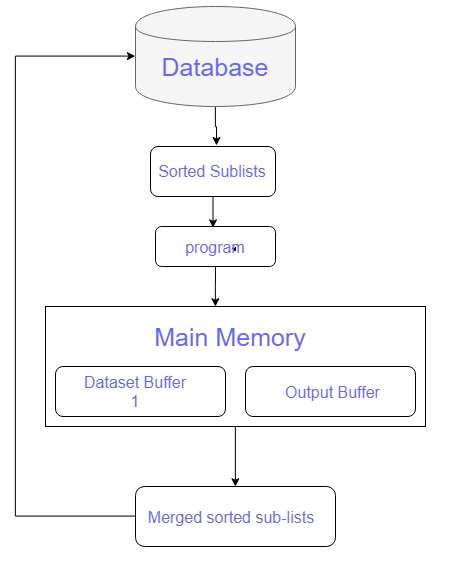 Database
Sorted Sublists
program
Main Memory
Dataset Buffer
1
Output Buffer
Merged sorted sub-lists